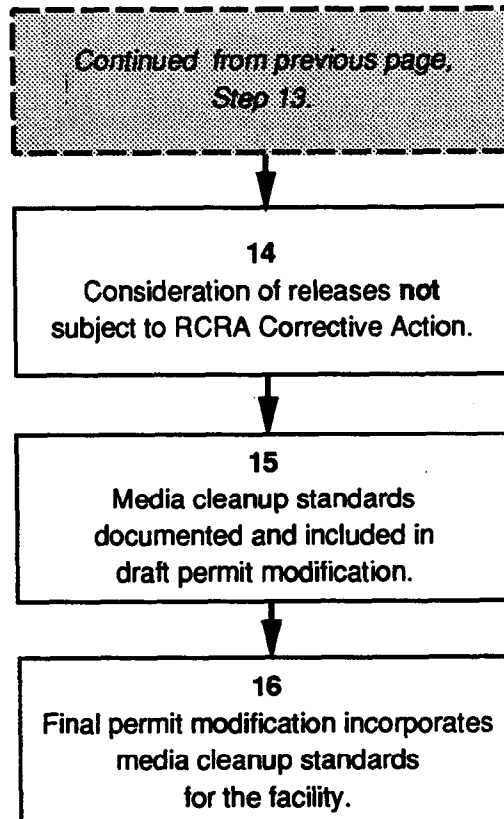 Continued from previous page,
Step 13.
14
Consideration of releases not
subject to RCRA Corrective Action.
15
Media cleanup standards
documented and included in
draft permit modification.
16
Final permit modification incorporates
media cleanup standards
for the facility.